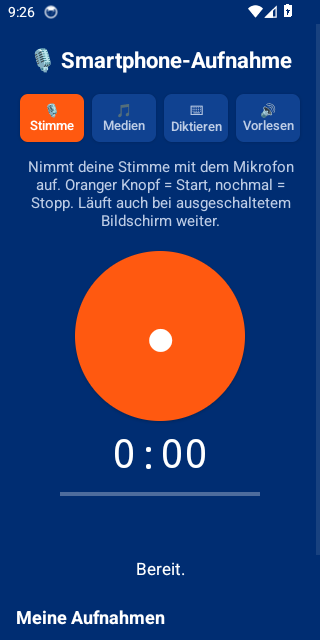 9:26
🎙️ Smartphone-Aufnahme
🎙️ Stimme
🎵 Medien
⌨️ Diktieren
🔊 Vorlesen
Nimmt deine Stimme mit dem Mikrofon
auf. Oranger Knopf = Start, nochmal =
Stopp. Läuft auch bei ausgeschaltetem
Bildschirm weiter.
0:00
Bereit.
Meine Aufnahmen